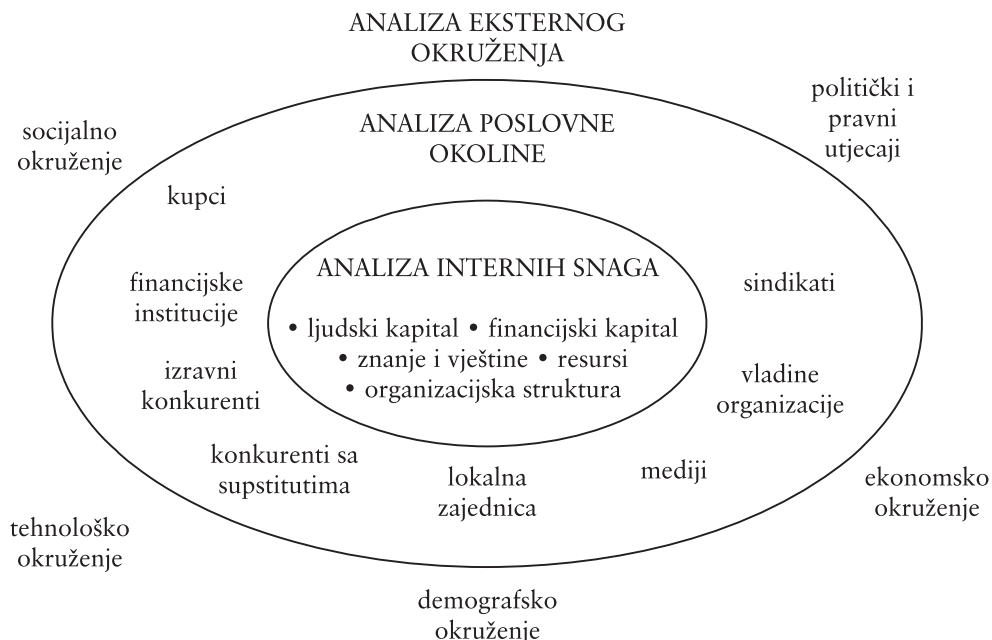 ANALIZA EKSTERNOG
OKRUŽENJA
politički i
pravni
utjecaji
socijalno
okruženje
ANALIZA POSLOVNE
OKOLINE
kupci
ANALIZA INTERNIH SNAGA
• ljudski kapital • financijski kapital
• znanje i vještine • resursi
• organizacijska struktura
financijske
institucije
sindikati
izravni
konkurenti
vladine
organizacije
konkurenti sa
supstitutima
lokalna
zajednica
mediji
ekonomsko
okruženje
tehnološko
okruženje
demografsko
okruženje